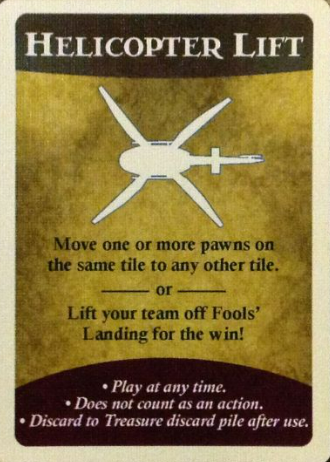 HELICOPTER LIFT
Move one or more pawns on
the same tile to any other tile.
—— or ——
Lift your team off Fools'
Landing for the win!
• Play at any time.
• Does not count as an action.
• Discard to Treasure discard pile after use.